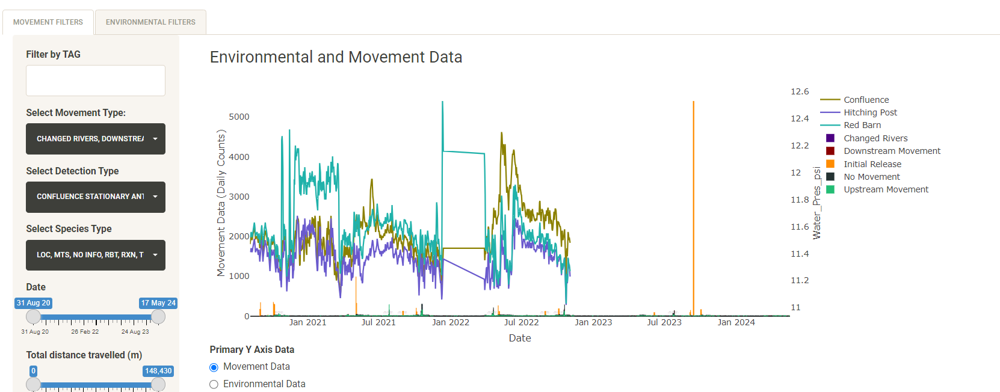 MOVEMENT FILTERS
ENVIRONMENTAL FILTERS
Filter by TAG
Select Movement Type:
CHANGED RIVERS, DOWNSTREA
Select Detection Type
CONFLUENCE STATIONARY ANT
Select Species Type
LOC, MTS, NO INFO, RBT, RXN, T
Date
31 Aug 20
17 May 24
31 Aug 20
26 Feb 22
24 Aug 23
Total distance travelled (m)
0
148,430
Environmental and Movement Data
Movement Data (Daily Counts)
5000
4000
3000
2000
1000
0
Jan 2021
Jul 2021
Jan 2022
Jul 2022
Jan 2023
Jul 2023
Jan 2024
Date
12.6
12.4
12.2
12
11.8
11.6
11.4
11.2
11
Water_Pres_psi
Confluence
Hitching Post
Red Barn
Changed Rivers
Downstream Movement
Initial Release
No Movement
Upstream Movement
Primary Y Axis Data
Movement Data
Environmental Data